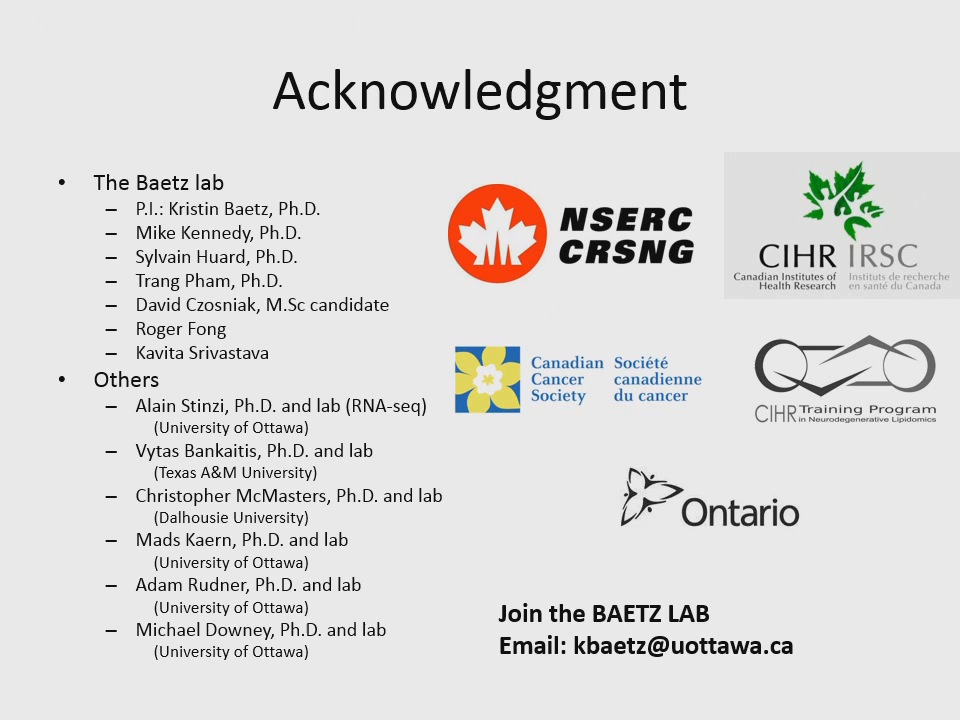 Acknowledgment
• The Baetz lab
– P.I.: Kristin Baetz, Ph.D.
– Mike Kennedy, Ph.D.
– Sylvain Huard, Ph.D.
– Trang Pham, Ph.D.
– David Czosniak, M.Sc candidate
– Roger Fong
– Kavita Srivastava
• Others
– Alain Stinzi, Ph.D. and lab (RNA-seq)
(University of Ottawa)
– Vytas Bankaitis, Ph.D. and lab
(Texas A&M University)
– Christopher McMasters, Ph.D. and lab
(Dalhousie University)
– Mads Kaern, Ph.D. and lab
(University of Ottawa)
– Adam Rudner, Ph.D. and lab
(University of Ottawa)
– Michael Downey, Ph.D. and lab
(University of Ottawa)
NSERC
CRSNG
CIHR IRSC
Canadian Institutes of Instituts de recherche
Health Research en santé du Canada
Canadian Société
Cancer canadienne
Society du cancer
CIHR Training Program
in Neurodegenerative Lipidomics
Ontario
Join the BAETZ LAB
Email: kbaetz@uottawa.ca